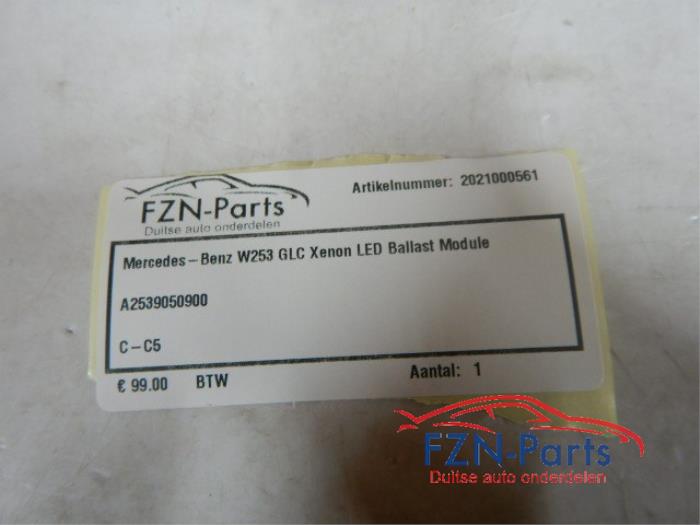 FZN-Parts
Duitse auto onderdelen
Artikelnummer: 2021000561
Mercedes-Benz W253 GLC Xenon LED Ballast Module
A2539050900
C-C5
€ 99.00 BTW Aantal: 1
FZN-Parts
Duitse auto onderdelen